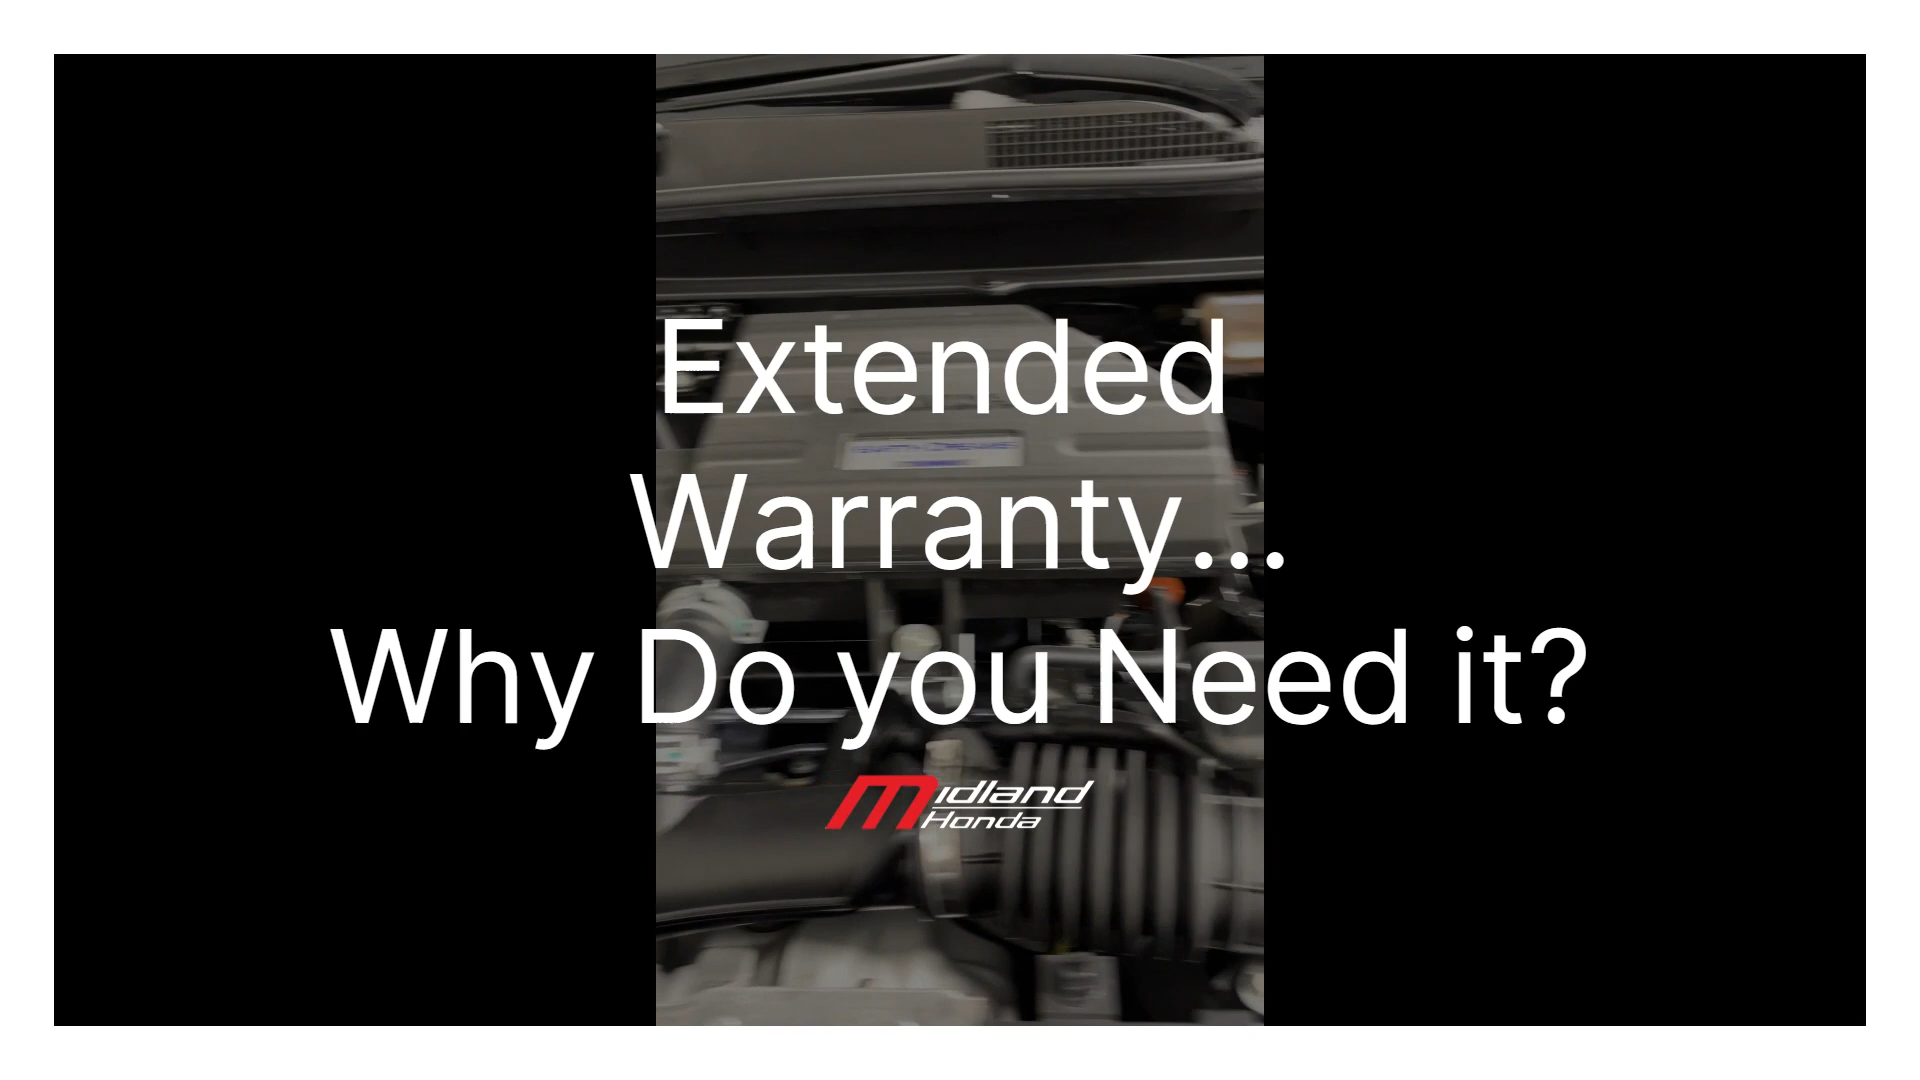 Extended
Warranty...
Why Do you Need it?
Midland
Honda